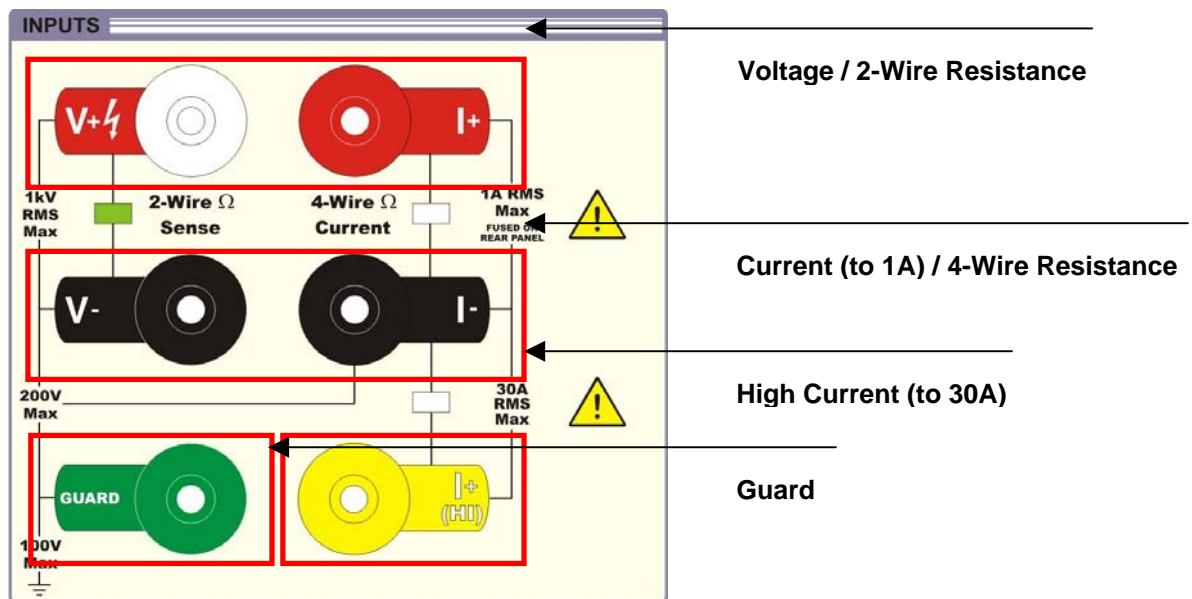 INPUTS
Voltage / 2-Wire Resistance
V+ I+
1kV RMS Max
2-Wire Ω Sense
4-Wire Ω Current
1A RMS Max
FUSED ON REAR PANEL
Current (to 1A) / 4-Wire Resistance
V- I-
High Current (to 30A)
200V Max
30A RMS Max
Guard
GUARD
I+ (HI)
100V Max